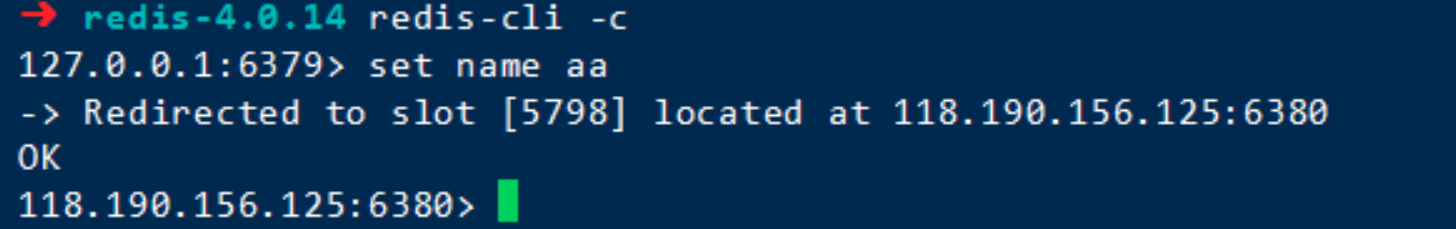 → redis-4.0.14 redis-cli -c
127.0.0.1:6379> set name aa
-> Redirected to slot [5798] located at 118.190.156.125:6380
OK
118.190.156.125:6380>